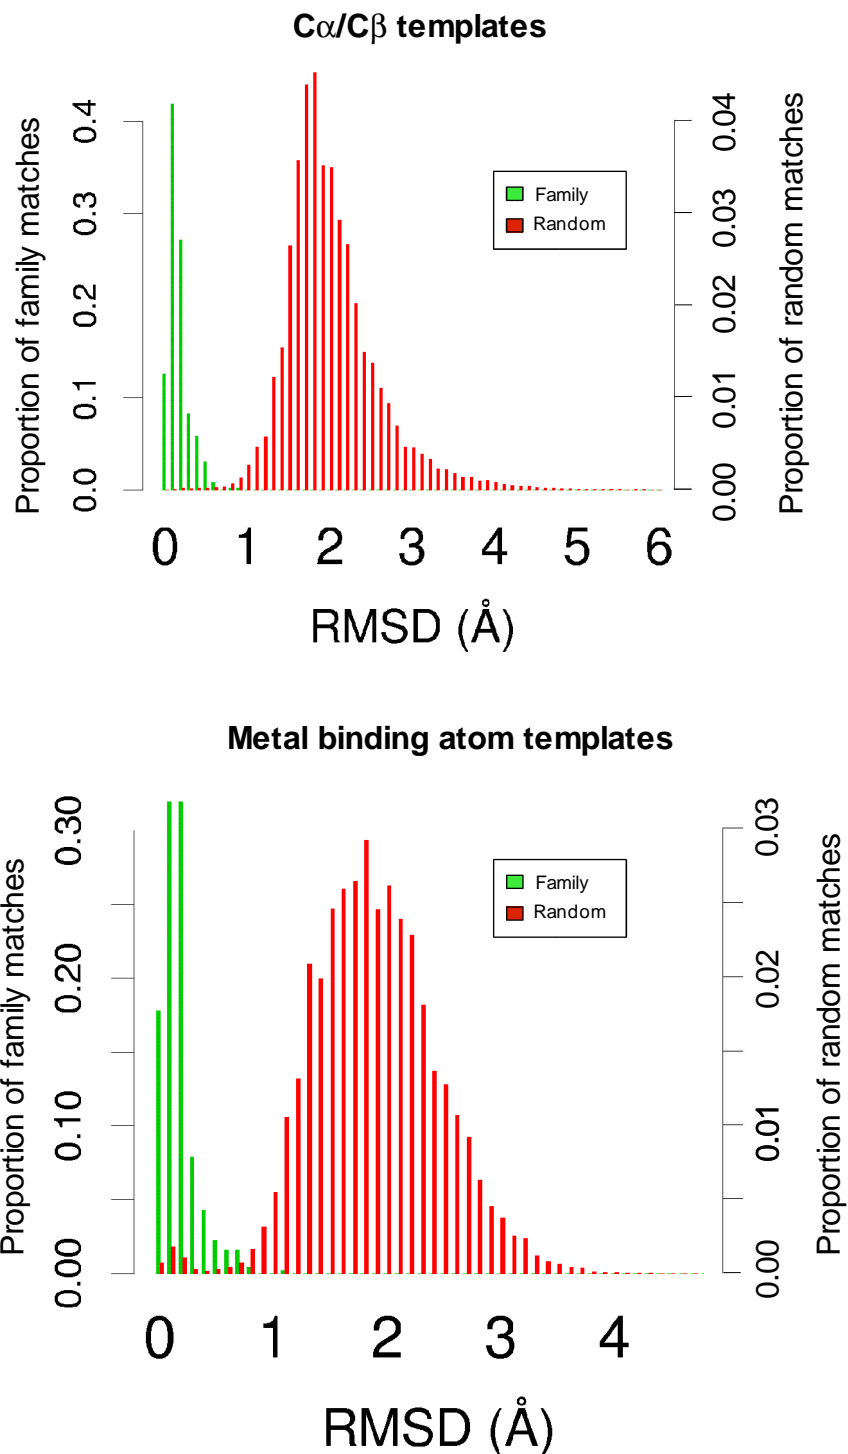 Cα/Cβ templates
Proportion of family matches
0.0 0.1 0.2 0.3 0.4
Family
Random
0.00 0.01 0.02 0.03 0.04
Proportion of random matches
0 1 2 3 4 5 6
RMSD (Å)
Metal binding atom templates
Proportion of family matches
0.00 0.10 0.20 0.30
Family
Random
0.00 0.01 0.02 0.03
Proportion of random matches
0 1 2 3 4
RMSD (Å)